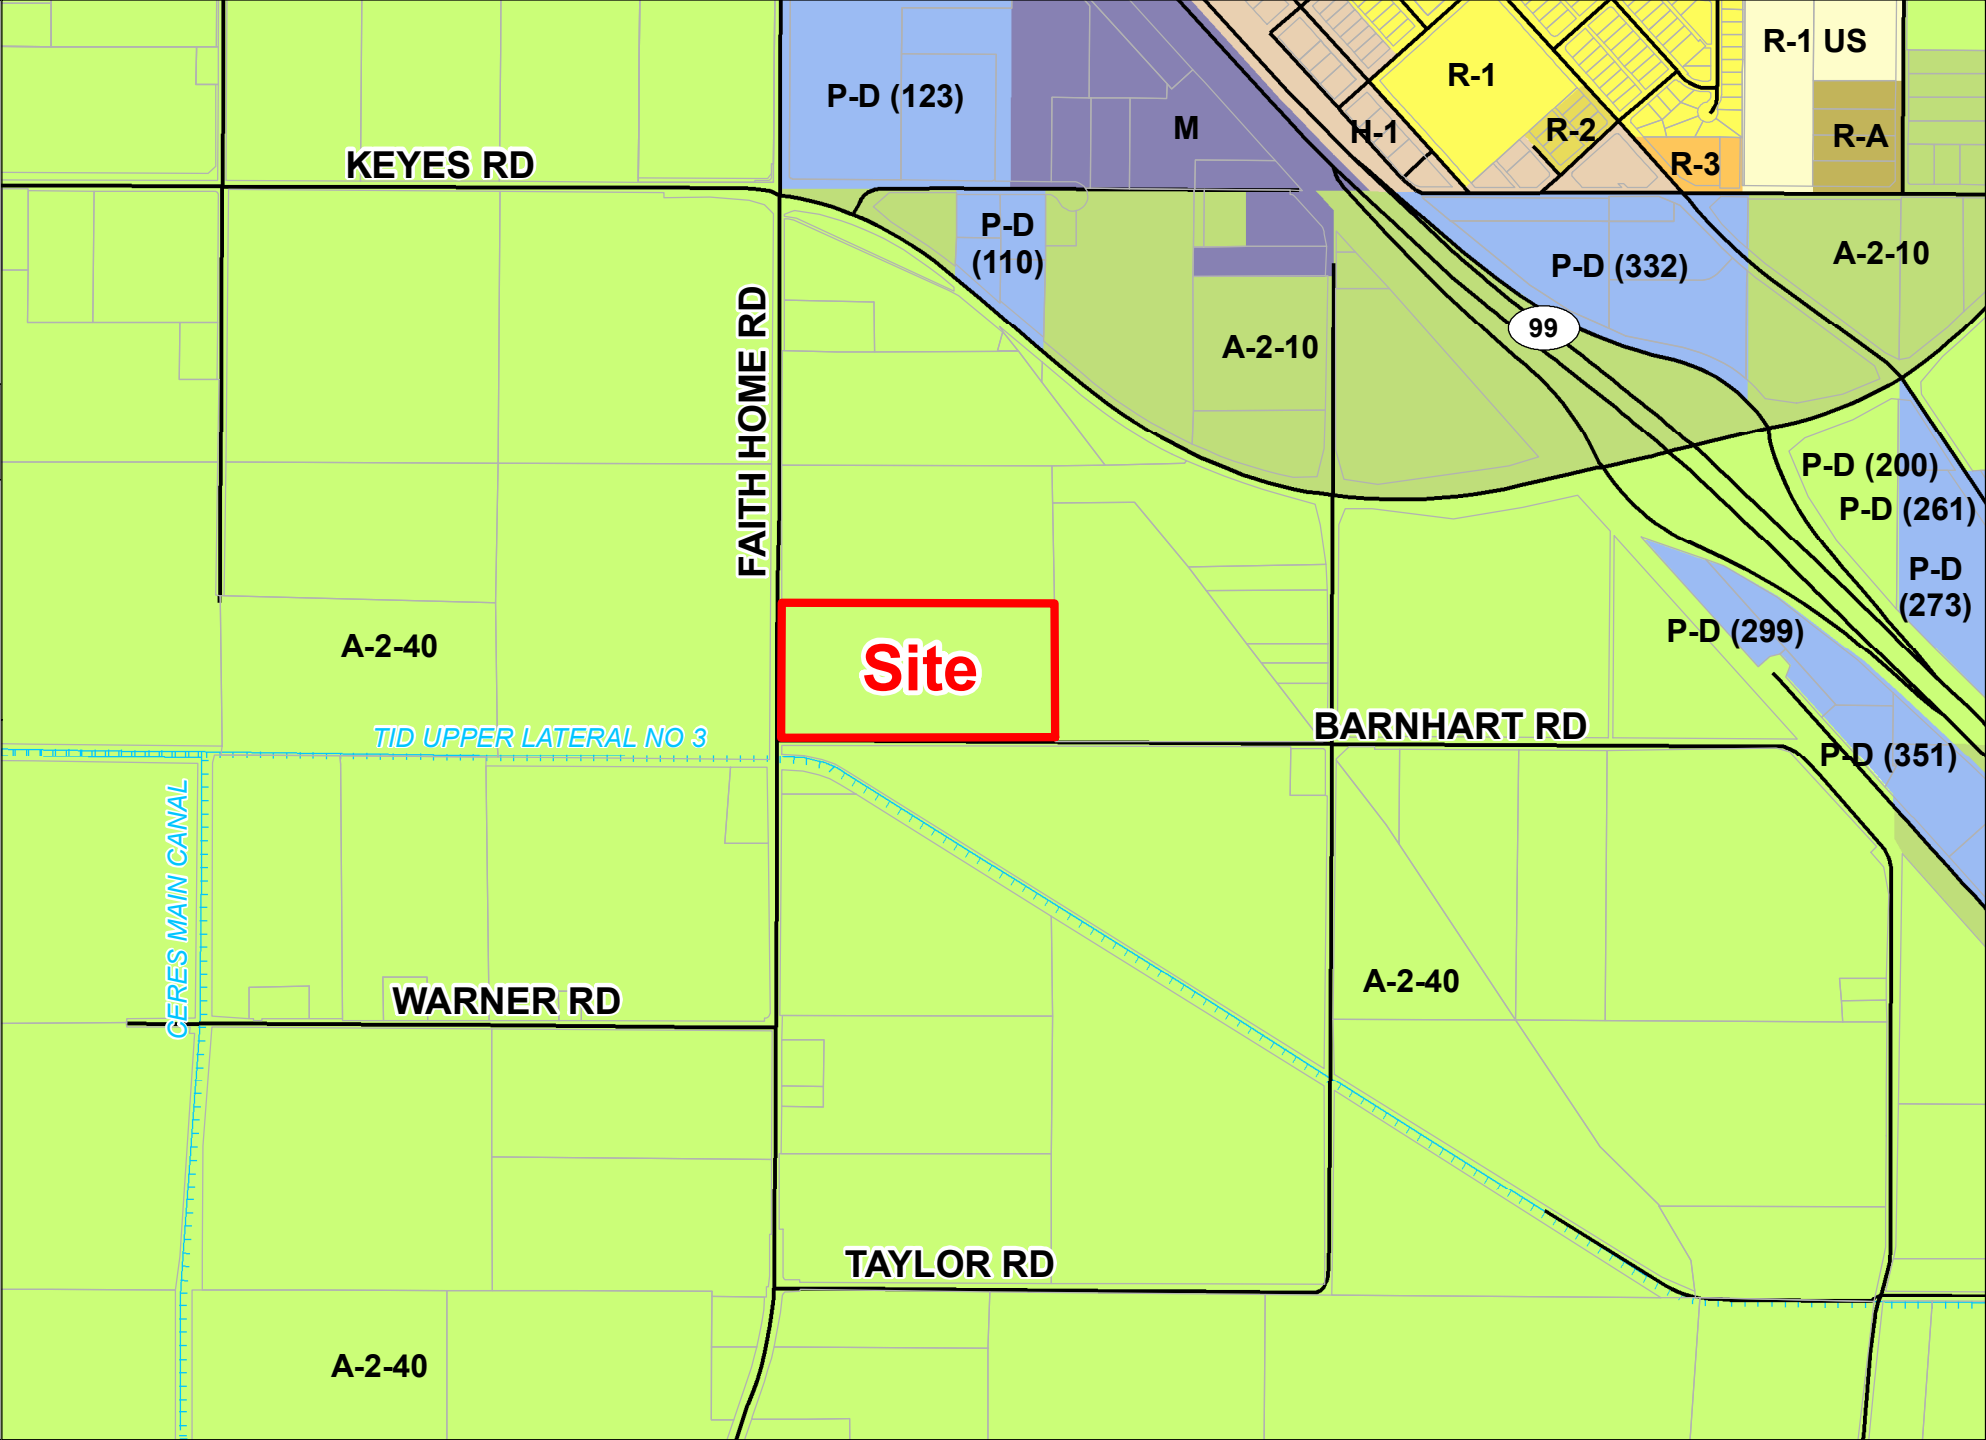 R-1 US
R-1
P-D (123)
M
H-1
R-2
R-A
R-3
KEYES RD
P-D
(110)
A-2-10
P-D (332)
99
A-2-10
FAITH HOME RD
P-D (200)
P-D (261)
P-D
(273)
A-2-40
P-D (299)
Site
BARNHART RD
TID UPPER LATERAL NO 3
P-D (351)
CERES MAIN CANAL
A-2-40
WARNER RD
TAYLOR RD
A-2-40